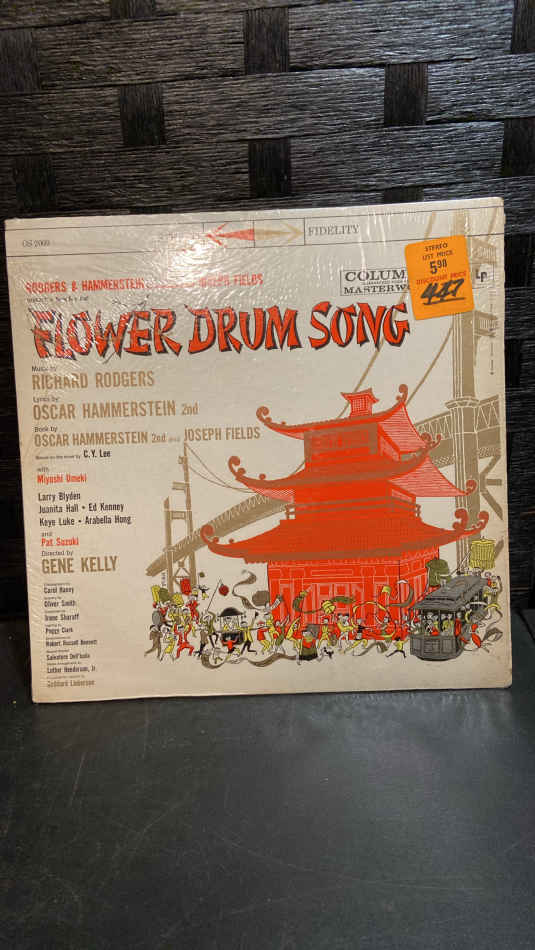 OS 2009
FIDELITY
RODGERS & HAMMERSTEIN JOSEPH FIELDS
COLUM
MASTERW
Lp
STEREO
LIST PRICE
5.98
DISCOUNT PRICE
447
FLOWER DRUM SONG
Music by
RICHARD RODGERS
Lyrics by
OSCAR HAMMERSTEIN 2nd
Book by
OSCAR HAMMERSTEIN 2nd and JOSEPH FIELDS
Based on the novel by C. Y. Lee
with
Miyoshi Umeki
Larry Blyden
Juanita Hall • Ed Kenney
Keye Luke • Arabella Hong
and
Pat Suzuki
Directed by
GENE KELLY
Carol Haney
Oliver Smith
Irene Sharaff
Peggy Clark
Robert Russell Bennett
Salvatore Dell'Isola
Luther Henderson, Jr.
Goddard Lieberson